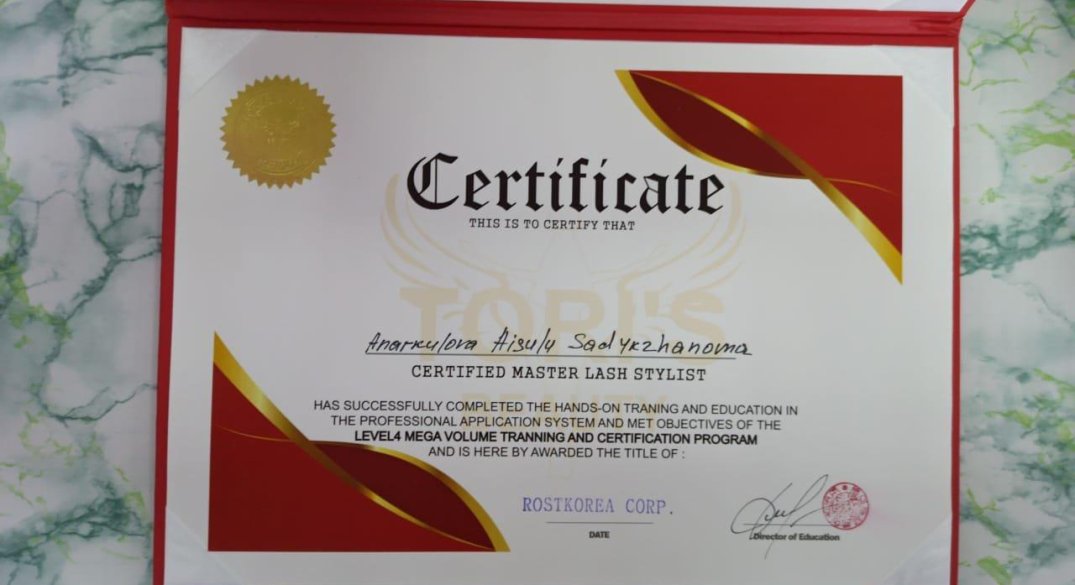 Certificate
THIS IS TO CERTIFY THAT
TORI'S
BEAUTY
Anarkulova Aisulu Sadykzhanovna
CERTIFIED MASTER LASH STYLIST
HAS SUCCESSFULLY COMPLETED THE HANDS-ON TRANING AND EDUCATION IN
THE PROFESSIONAL APPLICATION SYSTEM AND MET OBJECTIVES OF THE
LEVEL4 MEGA VOLUME TRANNING AND CERTIFICATION PROGRAM
AND IS HERE BY AWARDED THE TITLE OF :
ROSTKOREA CORP.
DATE
Director of Education